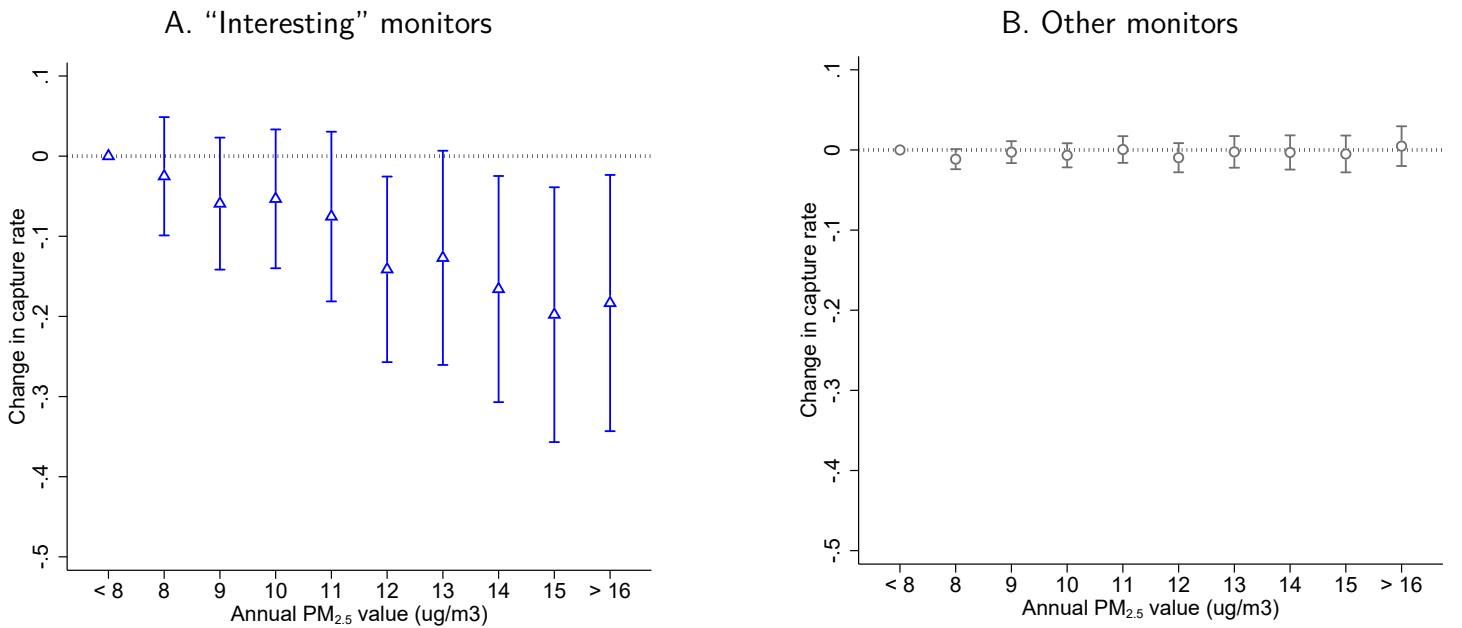 A. “Interesting” monitors
.1
0
-.1
-.2
-.3
-.4
-.5
Change in capture rate
< 8 8 9 10 11 12 13 14 15 > 16
Annual PM2.5 value (ug/m3)
B. Other monitors
.1
0
-.1
-.2
-.3
-.4
-.5
Change in capture rate
< 8 8 9 10 11 12 13 14 15 > 16
Annual PM2.5 value (ug/m3)